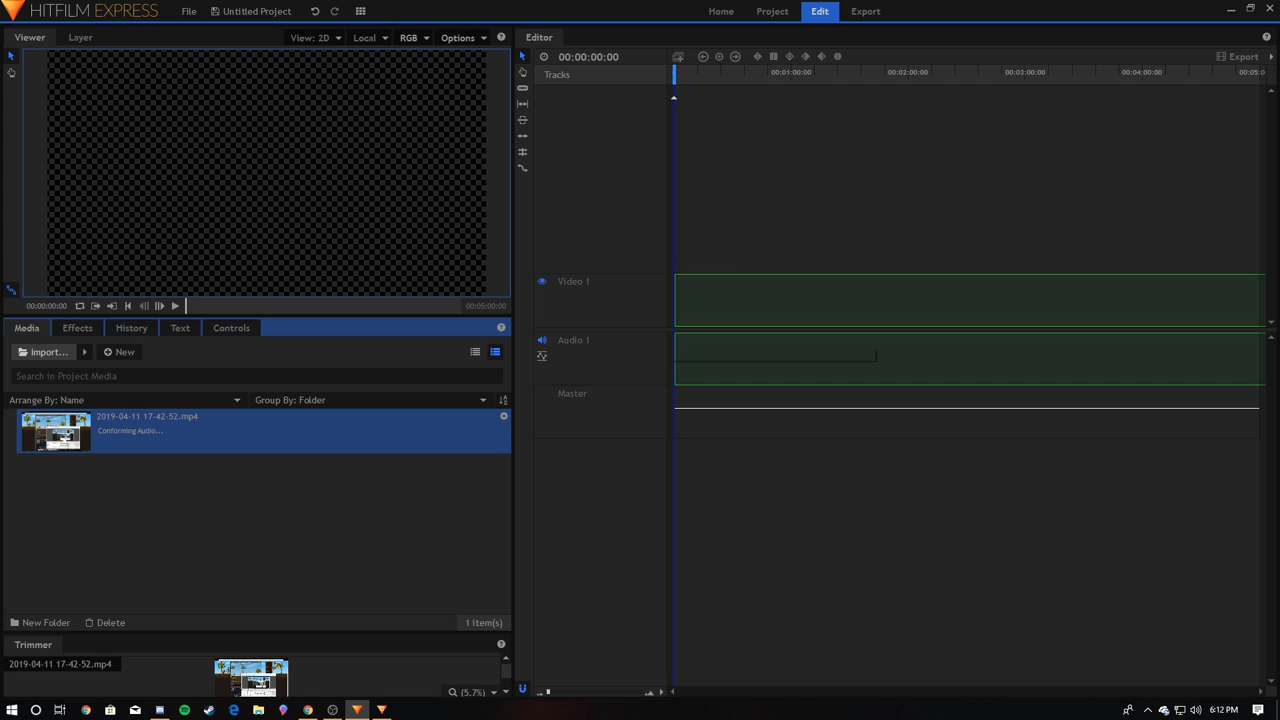 HITFILM EXPRESS
File
Untitled Project
Home
Project
Edit
Export
Viewer
Layer
View: 2D
Local
RGB
Options
Editor
00:00:00:00
Export
Tracks
00:01:00:00
00:02:00:00
00:03:00:00
00:04:00:00
00:05:0
Video 1
Audio 1
Master
00:00:00:00
00:05:00:00
Media
Effects
History
Text
Controls
Import...
New
Search in Project Media
Arrange By: Name
Group By: Folder
2019-04-11 17-42-52.mp4
Conforming Audio...
New Folder
Delete
1 item(s)
Trimmer
2019-04-11 17-42-52.mp4
(5.7%)
6:12 PM